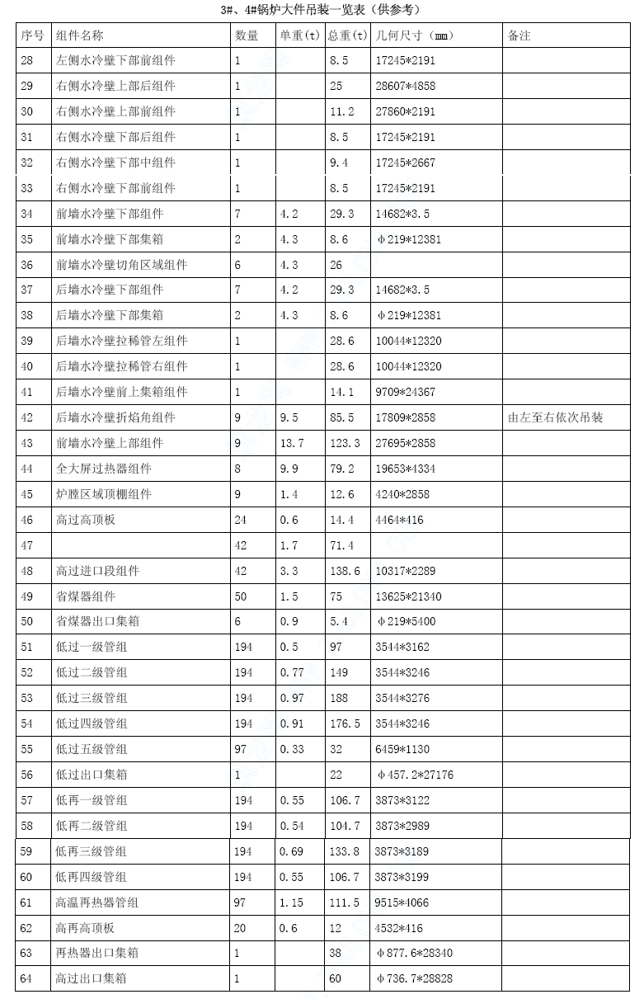 3#、4#锅炉大件吊装一览表（供参考）
序号 组件名称 数量 单重(t) 总重(t) 几何尺寸（mm） 备注
28 左侧水冷壁下部前组件 1 8.5 17245*2191
29 右侧水冷壁上部后组件 1 25 28607*4858
30 右侧水冷壁上部前组件 1 11.2 27860*2191
31 右侧水冷壁下部后组件 1 8.5 17245*2191
32 右侧水冷壁下部中组件 1 9.4 17245*2667
33 右侧水冷壁下部前组件 1 8.5 17245*2191
34 前墙水冷壁下部组件 7 4.2 29.3 14682*3.5
35 前墙水冷壁下部集箱 2 4.3 8.6 φ219*12381
36 前墙水冷壁切角区域组件 6 4.3 26
37 后墙水冷壁下部组件 7 4.2 29.3 14682*3.5
38 后墙水冷壁下部集箱 2 4.3 8.6 φ219*12381
39 后墙水冷壁拉稀管左组件 1 28.6 10044*12320
40 后墙水冷壁拉稀管右组件 1 28.6 10044*12320
41 后墙水冷壁前上集箱组件 1 14.1 9709*24367
42 后墙水冷壁折焰角组件 9 9.5 85.5 17809*2858 由左至右依次吊装
43 前墙水冷壁上部组件 9 13.7 123.3 27695*2858
44 全大屏过热器组件 8 9.9 79.2 19653*4334
45 炉膛区域顶棚组件 9 1.4 12.6 4240*2858
46 高过高顶板 24 0.6 14.4 4464*416
47 42 1.7 71.4
48 高过进口段组件 42 3.3 138.6 10317*2289
49 省煤器组件 50 1.5 75 13625*21340
50 省煤器出口集箱 6 0.9 5.4 φ219*5400
51 低过一级管组 194 0.5 97 3544*3162
52 低过二级管组 194 0.77 149 3544*3246
53 低过三级管组 194 0.97 188 3544*3276
54 低过四级管组 194 0.91 176.5 3544*3246
55 低过五级管组 97 0.33 32 6459*1130
56 低过出口集箱 1 22 φ457.2*27176
57 低再一级管组 194 0.55 106.7 3873*3122
58 低再二级管组 194 0.54 104.7 3873*2989
59 低再三级管组 194 0.69 133.8 3873*3189
60 低再四级管组 194 0.55 106.7 3873*3199
61 高温再热器管组 97 1.15 111.5 9515*4066
62 高再高顶板 20 0.6 12 4532*416
63 再热器出口集箱 1 38 φ877.6*28340
64 高过出口集箱 1 60 φ736.7*28828